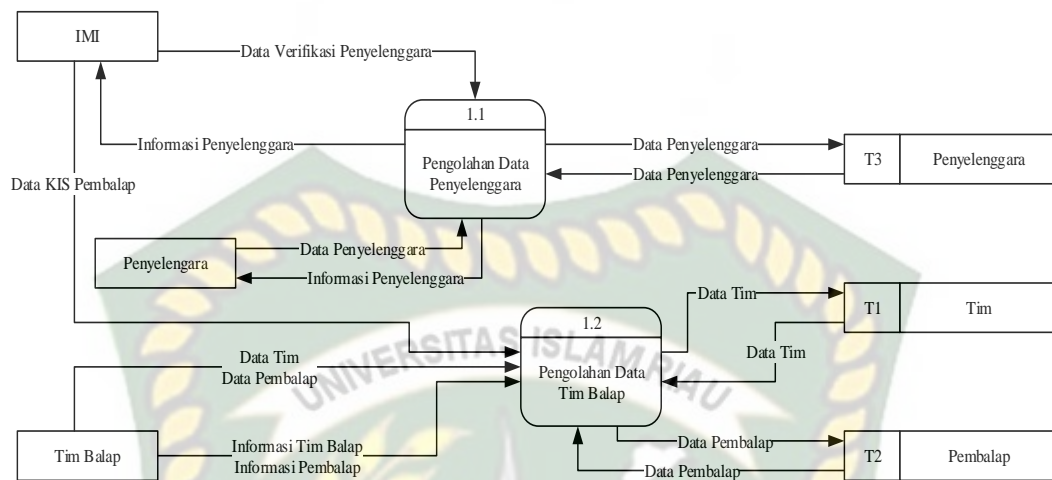 IMI
Data Verifikasi Penyelenggara
1.1
Informasi Penyelenggara
Pengolahan Data
Penyelenggara
Data Penyelenggara
T3
Penyelenggara
Data Penyelenggara
Data KIS Pembalap
Penyelengara
Data Penyelenggara
Informasi Penyelenggara
Data Tim
T1
Tim
1.2
Pengolahan Data
Tim Balap
Data Tim
UNIVERSITAS ISLAM RIAU
Data Tim
Data Pembalap
Tim Balap
Informasi Tim Balap
Informasi Pembalap
Data Pembalap
Data Pembalap
T2
Pembalap